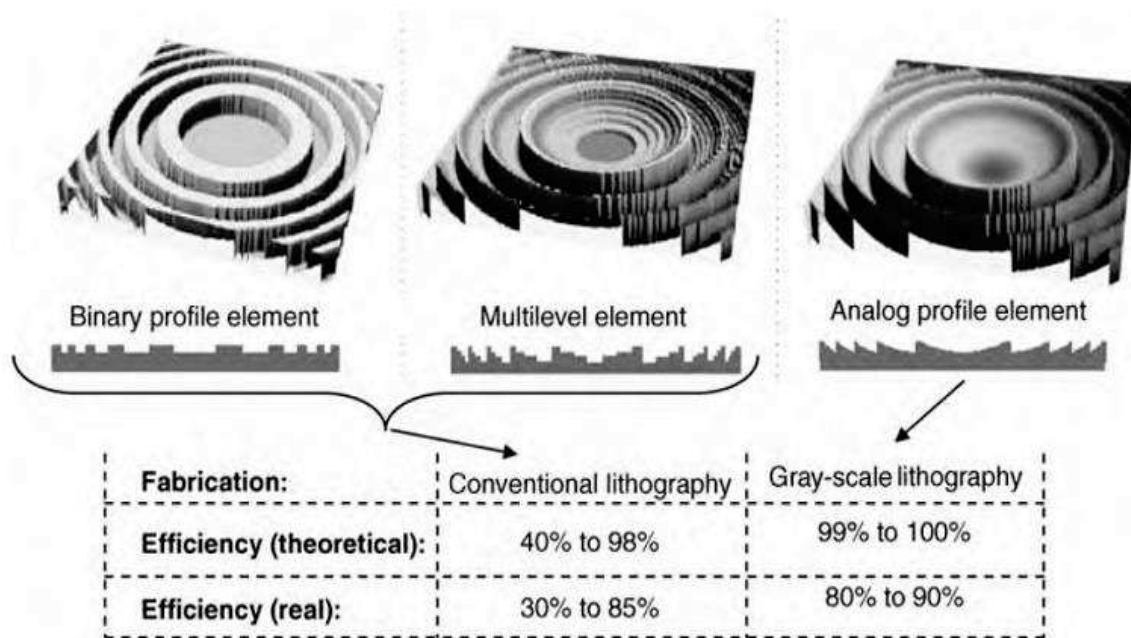 Binary profile element
Multilevel element
Analog profile element
Fabrication:
Conventional lithography
Gray-scale lithography
Efficiency (theoretical):
40% to 98%
99% to 100%
Efficiency (real):
30% to 85%
80% to 90%